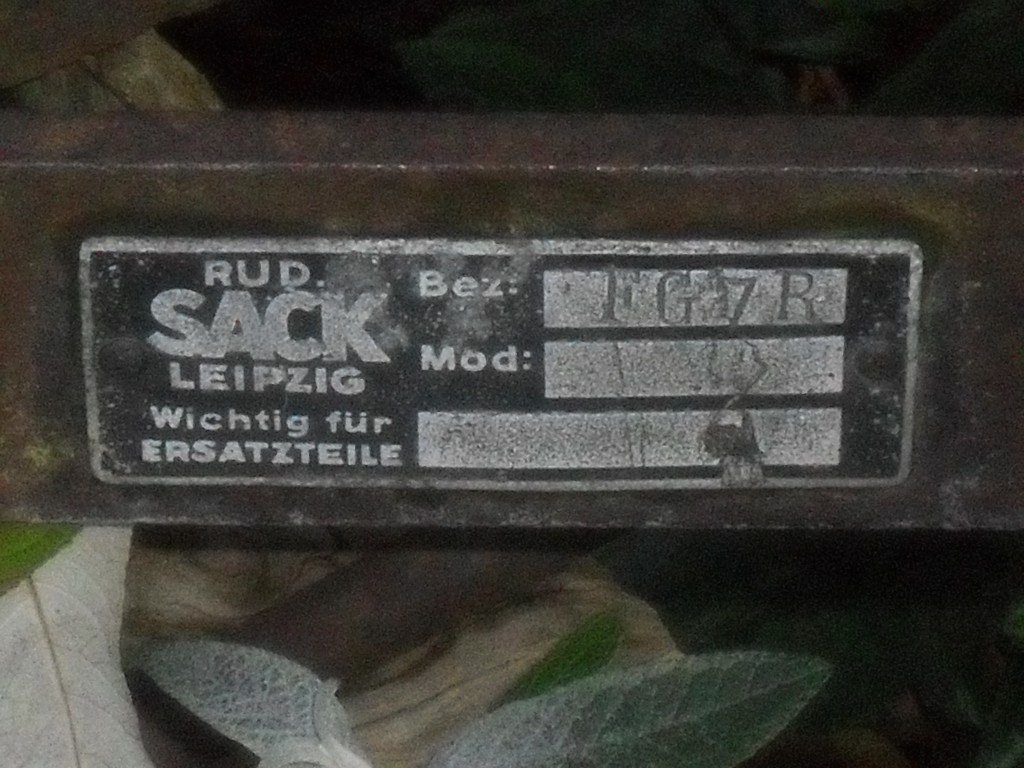 RUD.
SACK
LEIPZIG
Wichtig für
ERSATZTEILE
Bez:
Mod: